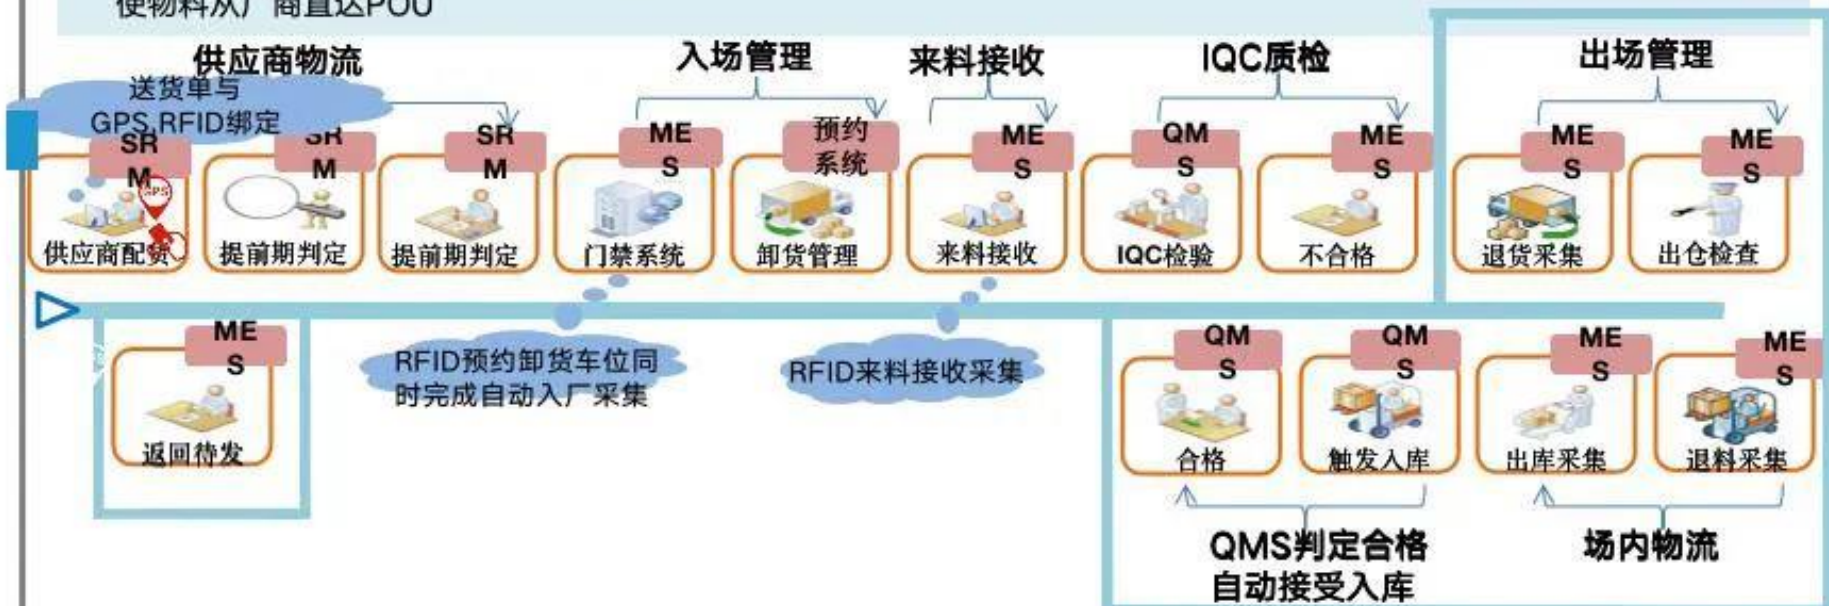 使物料从厂商直达POU
供应商物流
入场管理
来料接收
IQC质检
出场管理
送货单与
GPS,RFID绑定
SR
M
GPS
供应商配货
SR
M
提前期判定
SR
M
提前期判定
ME
S
门禁系统
预约
系统
卸货管理
ME
S
来料接收
QM
S
IQC检验
ME
S
不合格
ME
S
退货采集
ME
S
出仓检查
ME
S
返回待发
RFID预约卸货车位同
时完成自动入厂采集
RFID来料接收采集
QM
S
合格
QM
S
触发入库
ME
S
出库采集
ME
S
退料采集
QMS判定合格
自动接受入库
场内物流